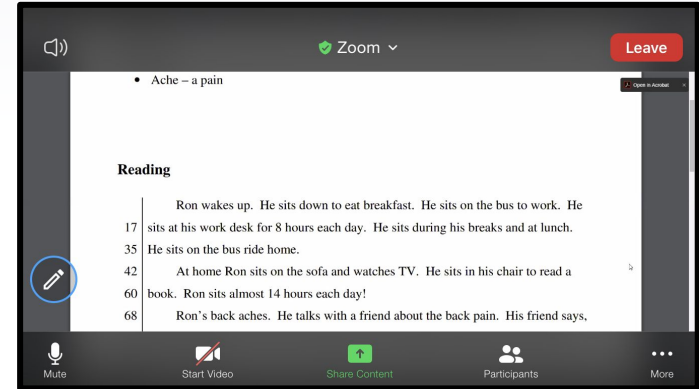 Zoom
Leave
• Ache – a pain
Open in Acrobat ×
Reading
Ron wakes up. He sits down to eat breakfast. He sits on the bus to work. He
17 sits at his work desk for 8 hours each day. He sits during his breaks and at lunch.
35 He sits on the bus ride home.
42 At home Ron sits on the sofa and watches TV. He sits in his chair to read a
60 book. Ron sits almost 14 hours each day!
68 Ron's back aches. He talks with a friend about the back pain. His friend says,
Mute
Start Video
Share Content
Participants
More